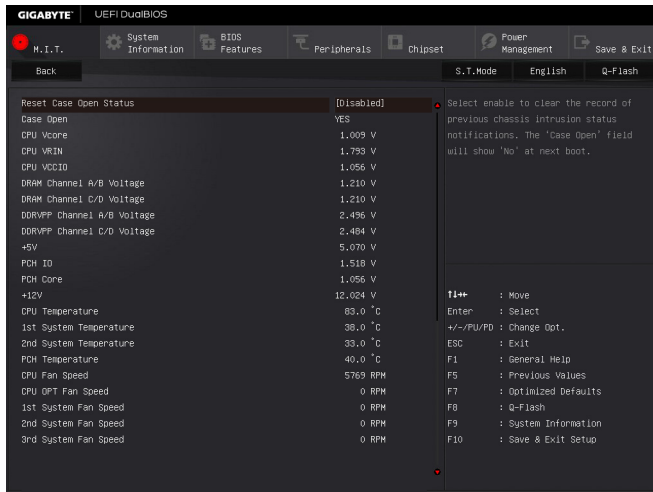 GIGABYTE™ UEFI DualBIOS
M.I.T.
System Information
BIOS Features
Peripherals
Chipset
Power Management
Save & Exit
Back
S.T.Mode English Q-Flash
Reset Case Open Status [Disabled]
Case Open YES
CPU Vcore 1.009 V
CPU VRIN 1.793 V
CPU VCCIO 1.056 V
DRAM Channel A/B Voltage 1.210 V
DRAM Channel C/D Voltage 1.210 V
DDRVPP Channel A/B Voltage 2.496 V
DDRVPP Channel C/D Voltage 2.484 V
+5V 5.070 V
PCH IO 1.518 V
PCH Core 1.056 V
+12V 12.024 V
CPU Temperature 83.0 °C
1st System Temperature 38.0 °C
2nd System Temperature 33.0 °C
PCH Temperature 40.0 °C
CPU Fan Speed 5769 RPM
CPU OPT Fan Speed 0 RPM
1st System Fan Speed 0 RPM
2nd System Fan Speed 0 RPM
3rd System Fan Speed 0 RPM
Select enable to clear the record of
previous chassis intrusion status
notifications. The 'Case Open' field
will show 'No' at next boot.
↑↓→← : Move
Enter : Select
+/-/PU/PD : Change Opt.
ESC : Exit
F1 : General Help
F5 : Previous Values
F7 : Optimized Defaults
F8 : Q-Flash
F9 : System Information
F10 : Save & Exit Setup